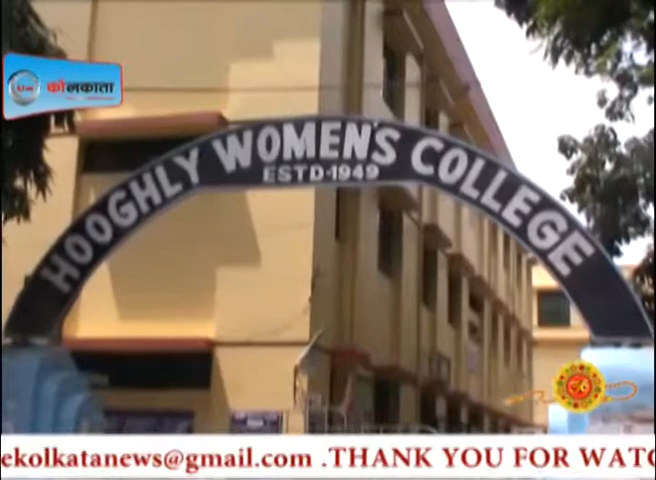 কোলকাতা
HOOGHLY WOMEN'S COLLEGE
ESTD-1949
ekolkatanews@gmail.com .THANK YOU FOR WATC